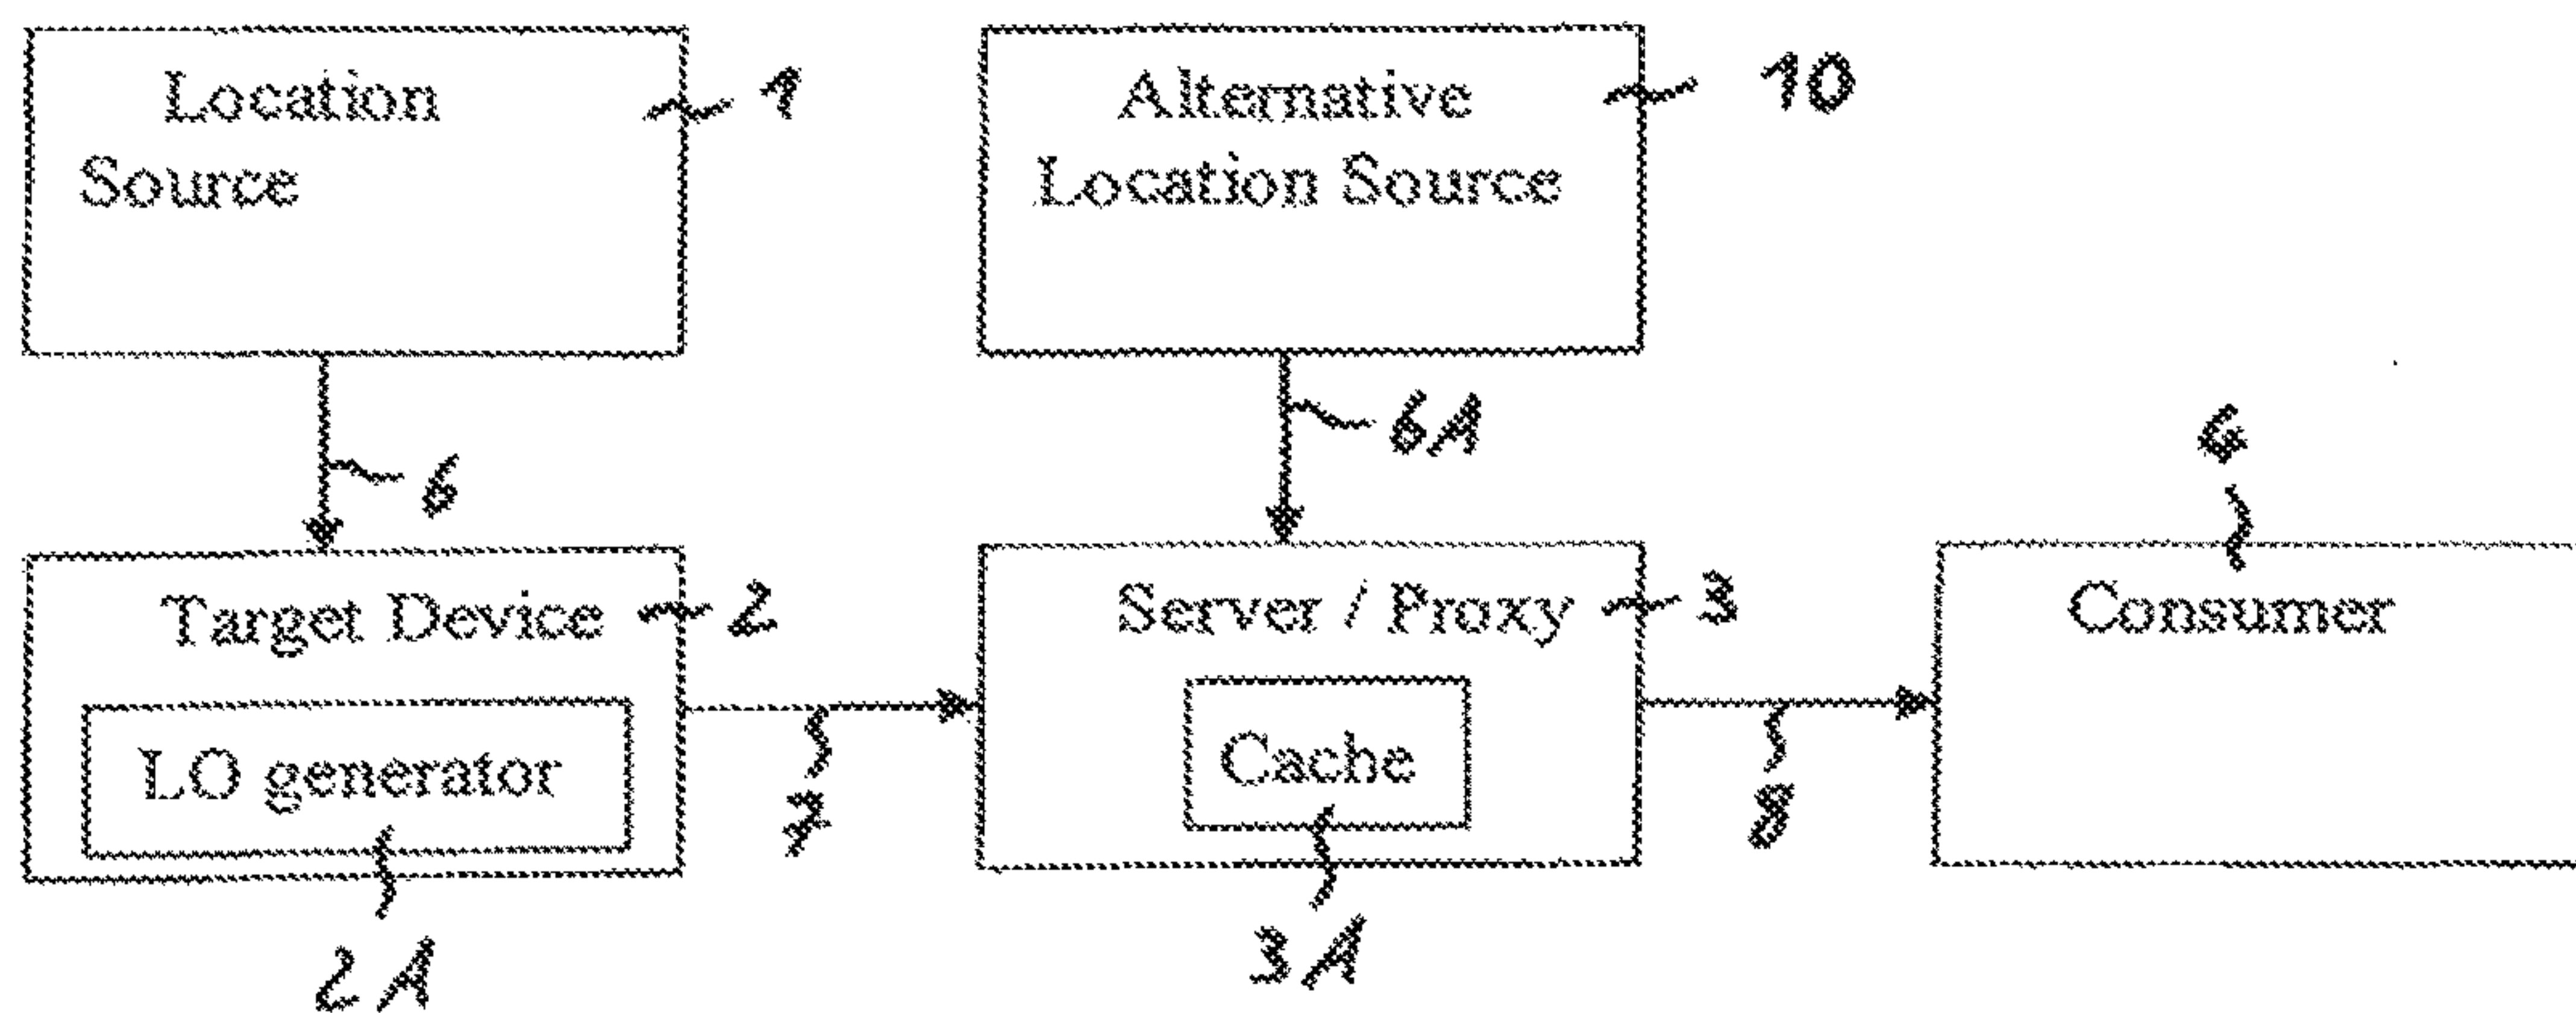 Location
Source
1
Alternative
Location Source
10
6
6A
4
Target Device
2
LO generator
2A
7
Server / Proxy
3
Cache
3A
8
Consumer